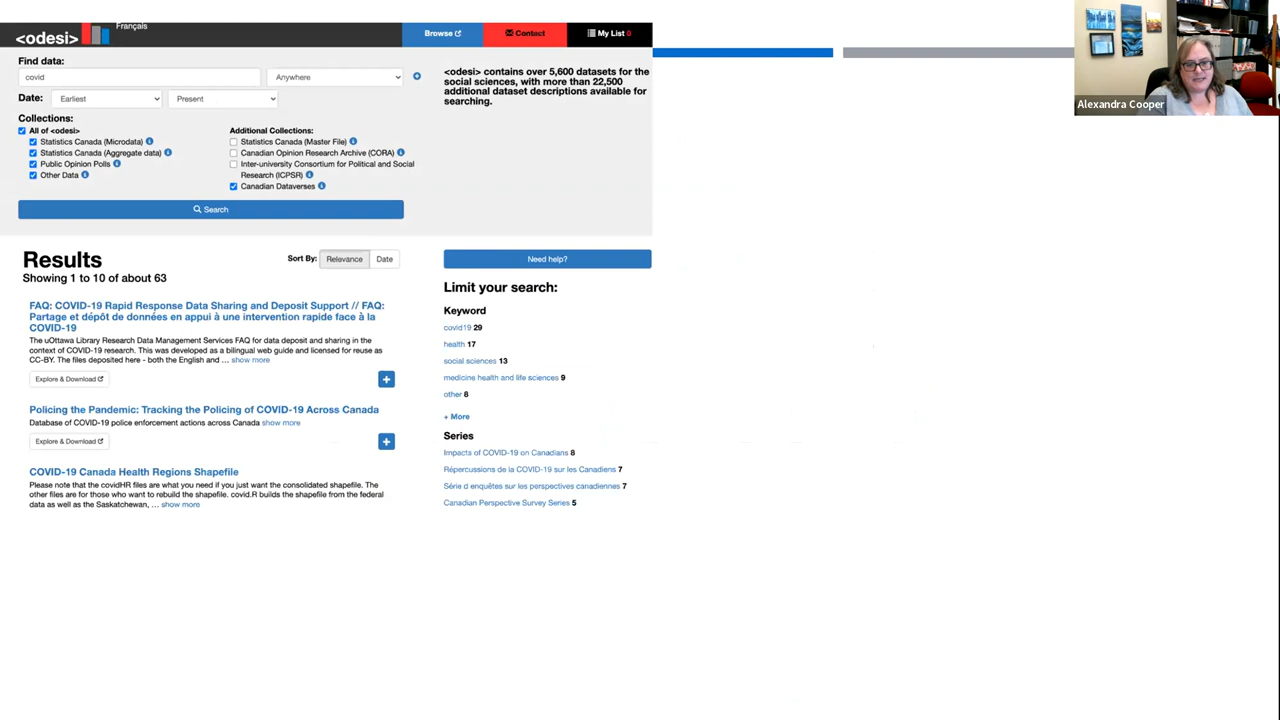 Français
<odesi>
Browse
Contact
My List 0
Find data:
covid
Anywhere
Date:
Earliest
Present
Collections:
All of <odesi>
Statistics Canada (Microdata)
Statistics Canada (Aggregate data)
Public Opinion Polls
Other Data
Additional Collections:
Statistics Canada (Master File)
Canadian Opinion Research Archive (CORA)
Inter-university Consortium for Political and Social
Research (ICPSR)
Canadian Dataverses
Search
<odesi> contains over 5,600 datasets for the
social sciences, with more than 22,500
additional dataset descriptions available for
searching.
Alexandra Cooper
Results
Showing 1 to 10 of about 63
Sort By:
Relevance
Date
FAQ: COVID-19 Rapid Response Data Sharing and Deposit Support // FAQ:
Partage et dépôt de données en appui à une intervention rapide face à la
COVID-19
The uOttawa Library Research Data Management Services FAQ for data deposit and sharing in the
context of COVID-19 research. This was developed as a bilingual web guide and licensed for reuse as
CC-BY. The files deposited here - both the English and ... show more
Explore & Download
Policing the Pandemic: Tracking the Policing of COVID-19 Across Canada
Database of COVID-19 police enforcement actions across Canada show more
Explore & Download
COVID-19 Canada Health Regions Shapefile
Please note that the covidHR files are what you need if you just want the consolidated shapefile. The
other files are for those who want to rebuild the shapefile. covid.R builds the shapefile from the federal
data as well as the Saskatchewan, ... show more
Need help?
Limit your search:
Keyword
covid19 29
health 17
social sciences 13
medicine health and life sciences 9
other 8
+ More
Series
Impacts of COVID-19 on Canadians 8
Répercussions de la COVID-19 sur les Canadiens 7
Série d enquêtes sur les perspectives canadiennes 7
Canadian Perspective Survey Series 5